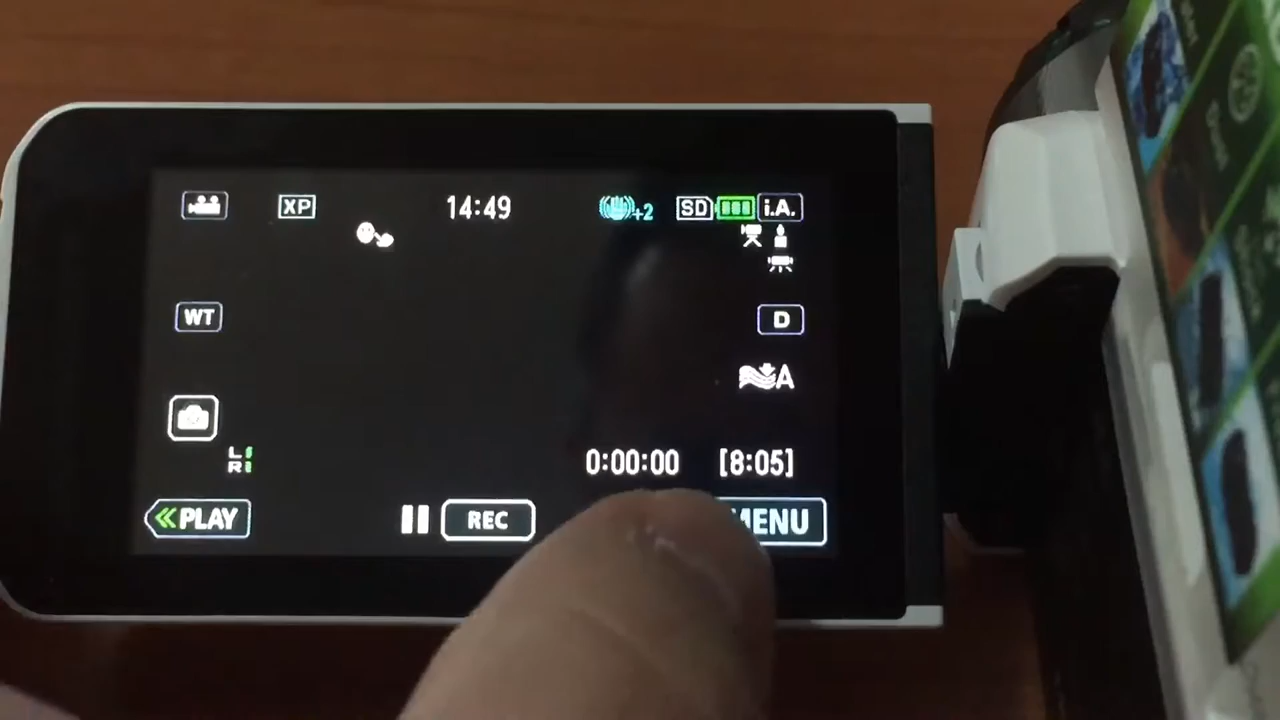 XP 14:49 +2 SD i.A.
WT D
A
L
R
0:00:00 [8:05]
PLAY REC MENU